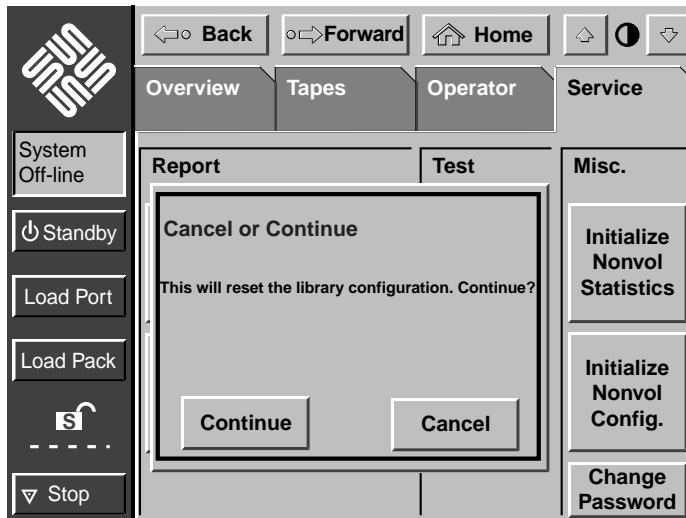 SUN
Back
Forward
Home
Overview
Tapes
Operator
Service
System
Off-line
Standby
Load Port
Load Pack
S
Stop
Report
Test
Misc.
Cancel or Continue
This will reset the library configuration. Continue?
Continue
Cancel
Initialize
Nonvol
Statistics
Initialize
Nonvol
Config.
Change
Password